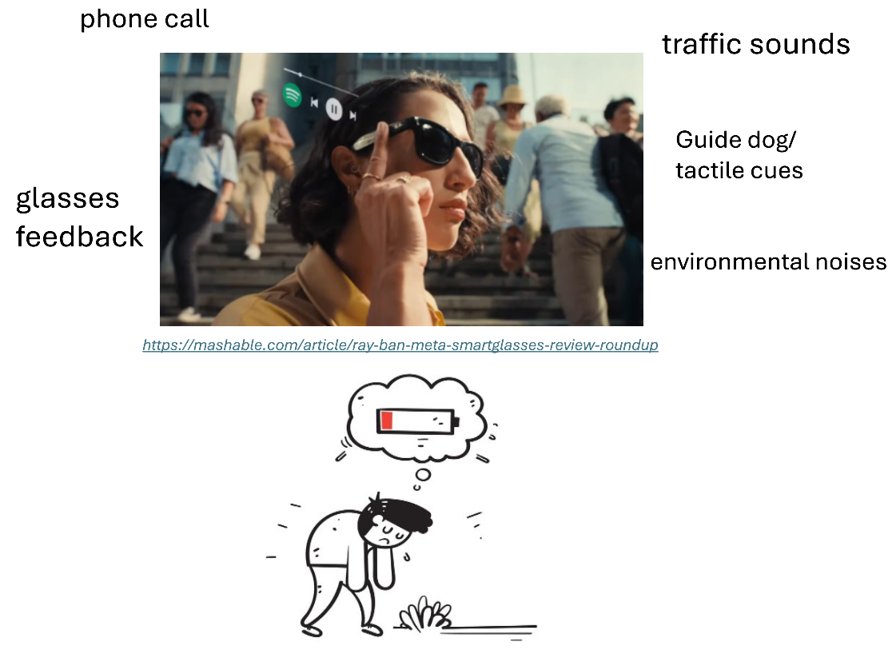 phone call
traffic sounds
Guide dog/
tactile cues
glasses
feedback
environmental noises
https://mashable.com/article/ray-ban-meta-smartglasses-review-roundup